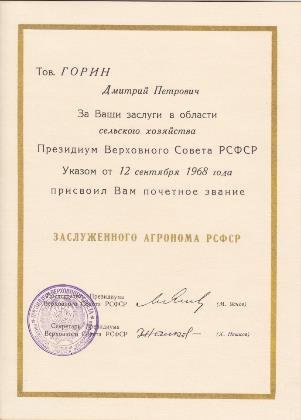 Тов. ГОРИН
Дмитрий Петрович
За Ваши заслуги в области
сельского хозяйства
Президиум Верховного Совета РСФСР
Указом от 12 сентября 1968 года
присвоил Вам почетное звание
ЗАСЛУЖЕННОГО АГРОНОМА РСФСР
Председатель Президиума
Верховного Совета РСФСР
(М. Яснов)
Секретарь Президиума
Верховного Совета РСФСР
(Х. Нешков)